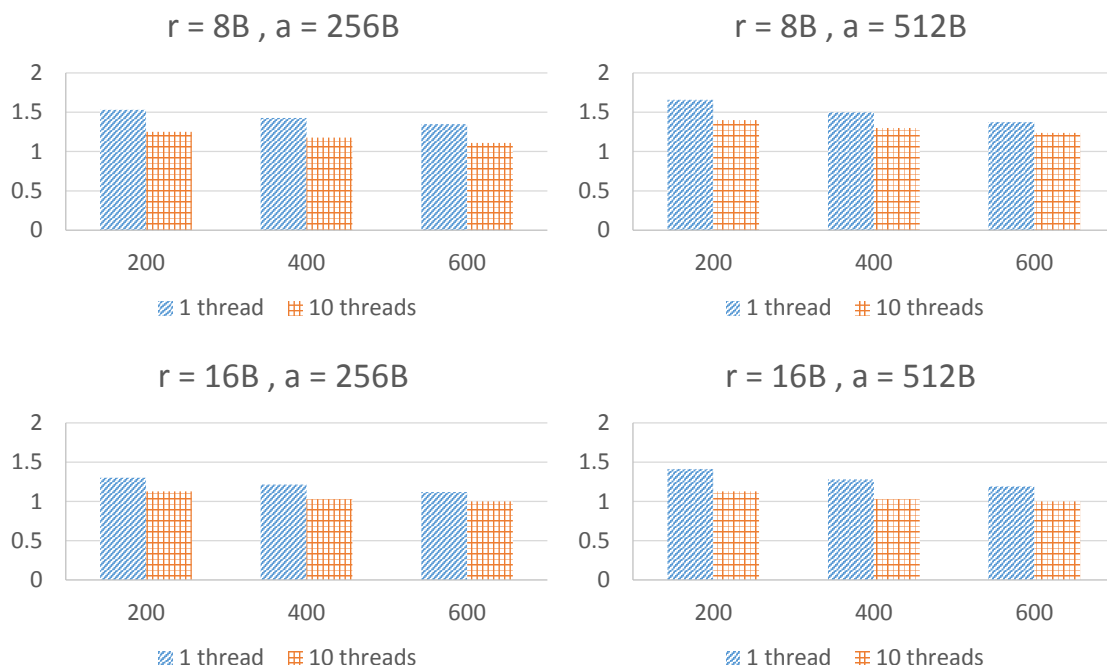 r = 8B , a = 256B
2
1.5
1
0.5
0
200 400 600
1 thread 10 threads
r = 8B , a = 512B
2
1.5
1
0.5
0
200 400 600
1 thread 10 threads
r = 16B , a = 256B
2
1.5
1
0.5
0
200 400 600
1 thread 10 threads
r = 16B , a = 512B
2
1.5
1
0.5
0
200 400 600
1 thread 10 threads